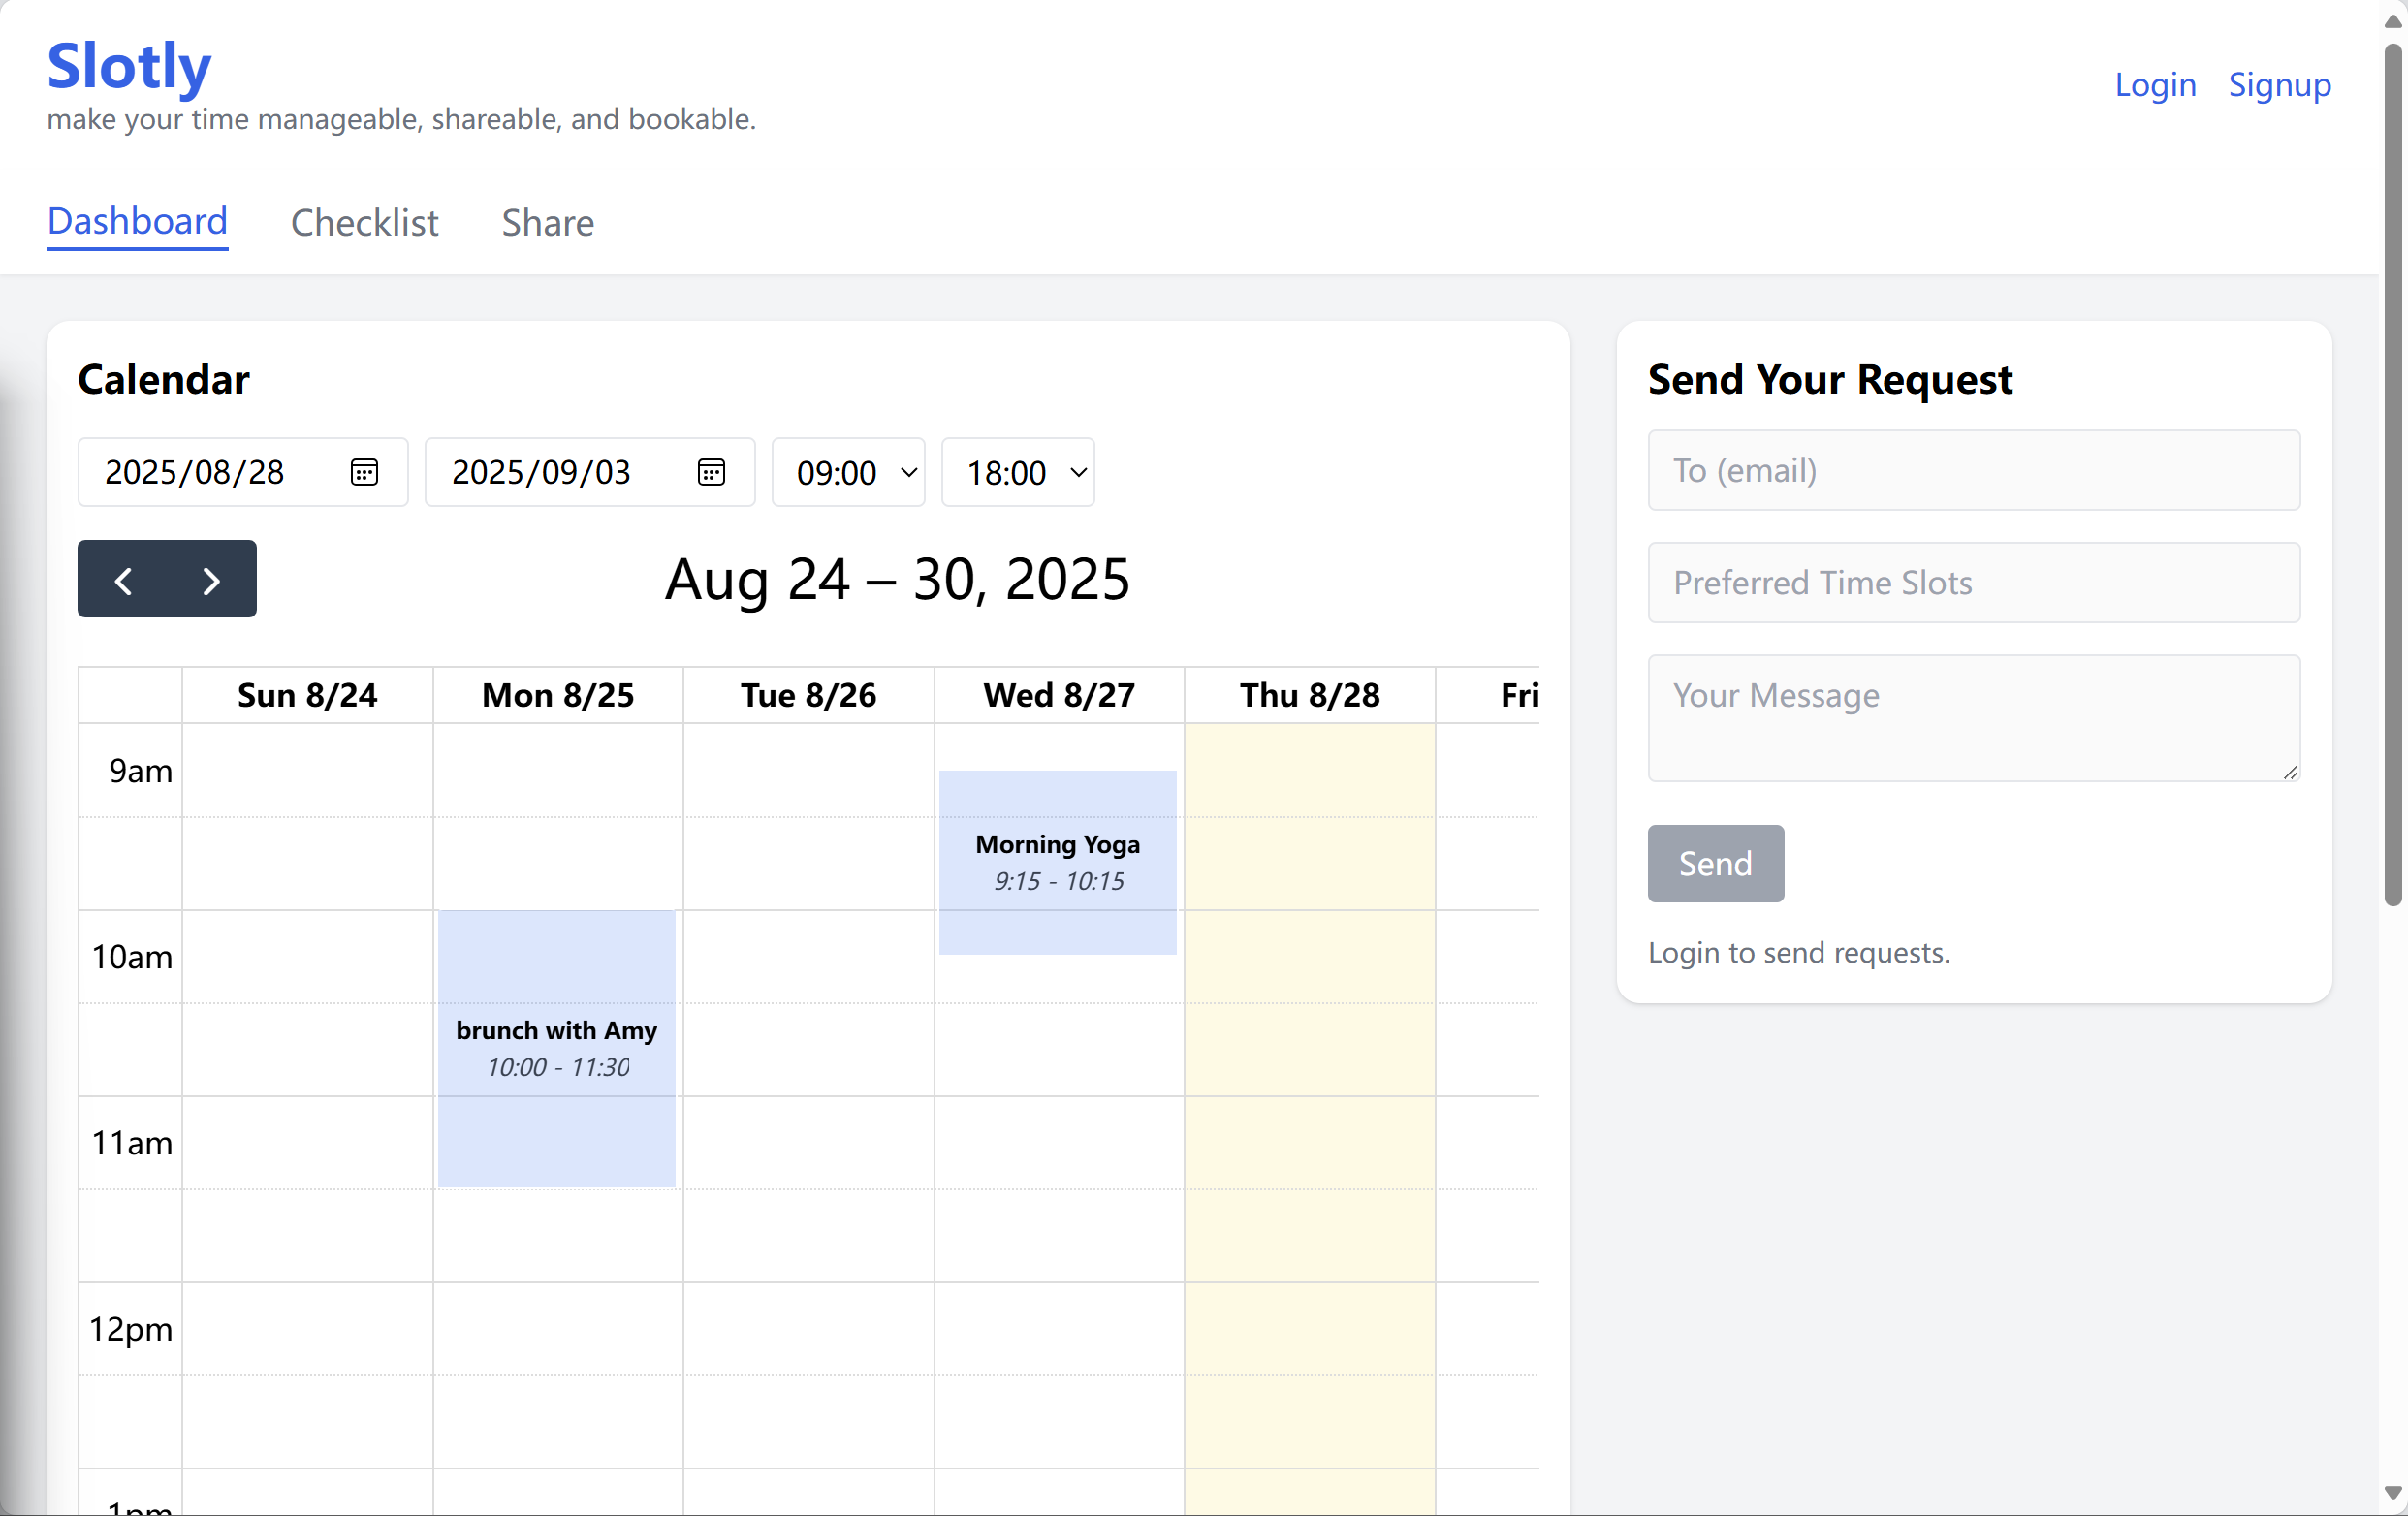 Slotly
make your time manageable, shareable, and bookable.
Login Signup
Dashboard Checklist Share
Calendar
2025/08/28 2025/09/03 09:00 18:00
Aug 24 – 30, 2025
Sun 8/24 Mon 8/25 Tue 8/26 Wed 8/27 Thu 8/28 Fri
9am
Morning Yoga
9:15 - 10:15
10am
brunch with Amy
10:00 - 11:30
11am
12pm
1pm
Send Your Request
To (email)
Preferred Time Slots
Your Message
Send
Login to send requests.